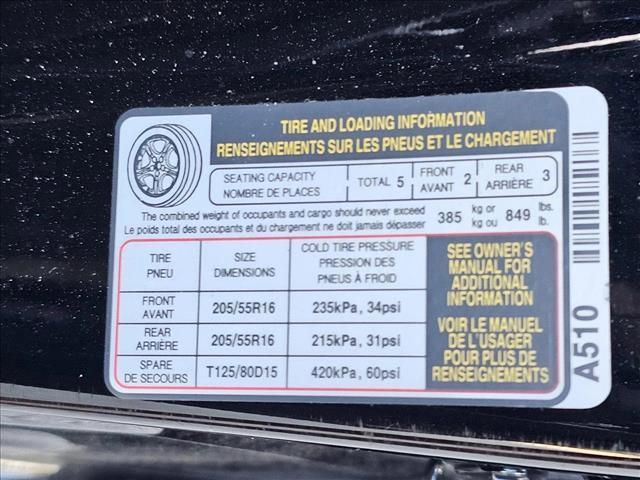 TIRE AND LOADING INFORMATION
RENSEIGNEMENTS SUR LES PNEUS ET LE CHARGEMENT
SEATING CAPACITY
NOMBRE DE PLACES
TOTAL 5
FRONT
AVANT 2
REAR
ARRIÈRE 3
The combined weight of occupants and cargo should never exceed
Le poids total des occupants et du chargement ne doit jamais dépasser
385 kg or
kg ou
849 lbs.
lb.
TIRE
PNEU
SIZE
DIMENSIONS
COLD TIRE PRESSURE
PRESSION DES
PNEUS À FROID
FRONT
AVANT
205/55R16
235kPa, 34psi
REAR
ARRIÈRE
205/55R16
215kPa, 31psi
SPARE
DE SECOURS
T125/80D15
420kPa, 60psi
SEE OWNER'S
MANUAL FOR
ADDITIONAL
INFORMATION
VOIR LE MANUEL
DE L'USAGER
POUR PLUS DE
RENSEIGNEMENTS
A510